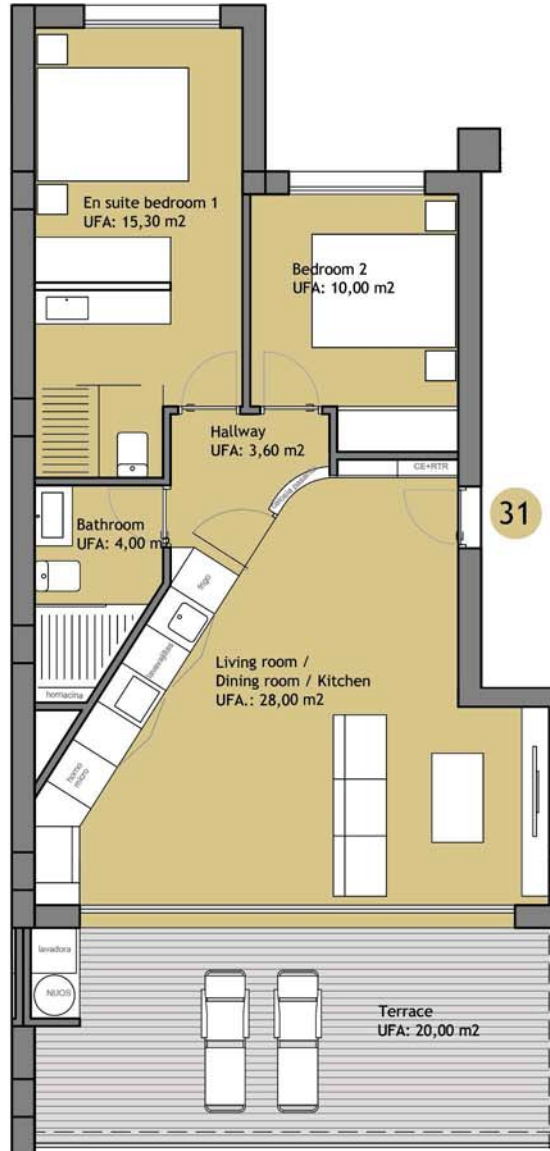 En suite bedroom 1
UFA: 15,30 m2
Bedroom 2
UFA: 10,00 m2
Hallway
UFA: 3,60 m2
CE+RTR
31
Bathroom
UFA: 4,00 m2
frigo
lavavajillas
Living room /
Dining room / Kitchen
UFA.: 28,00 m2
hornacina
horno
micro
lavadora
NUOS
Terrace
UFA: 20,00 m2